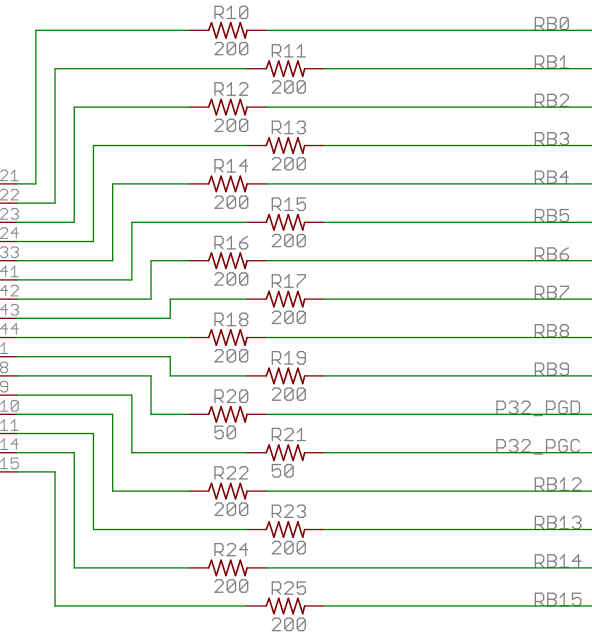 R10
200
RB0
R11
200
RB1
R12
200
RB2
R13
200
RB3
R14
200
RB4
R15
200
RB5
R16
200
RB6
R17
200
RB7
R18
200
RB8
R19
200
RB9
R20
50
P32_PGD
R21
50
P32_PGC
R22
200
RB12
R23
200
RB13
R24
200
RB14
R25
200
RB15
21
22
23
24
33
41
42
43
44
1
8
9
10
11
14
15